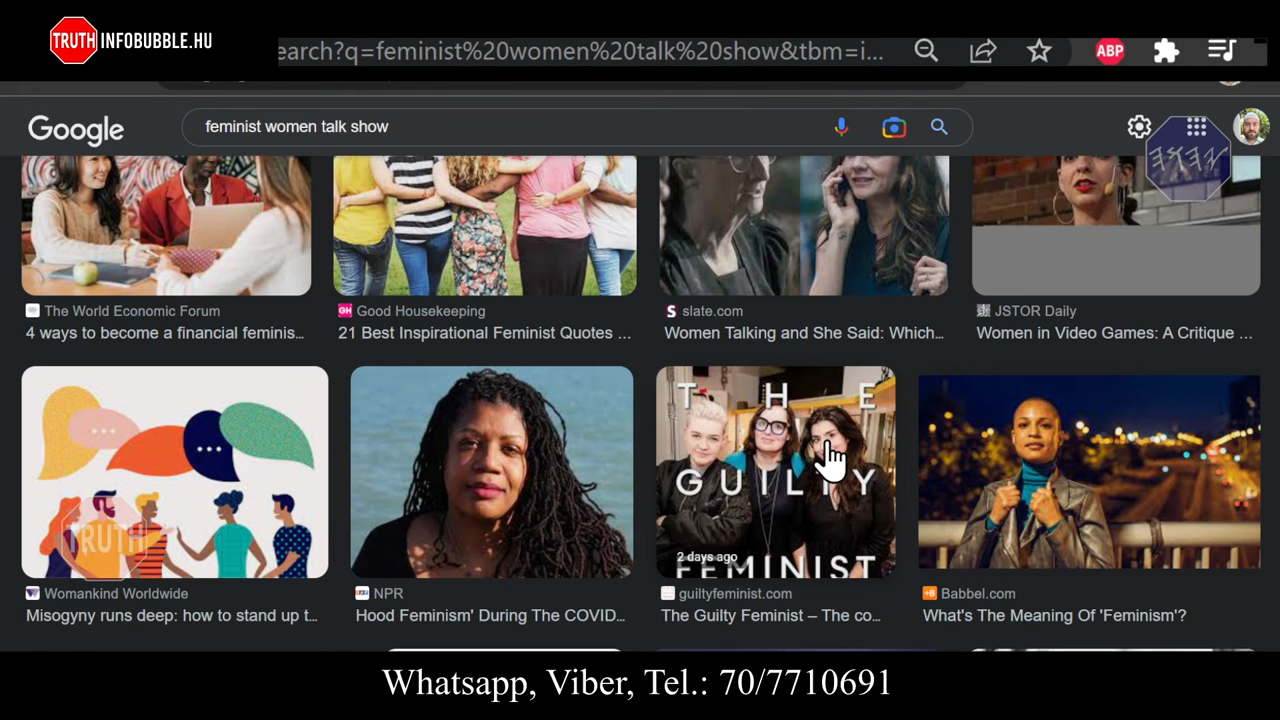 TRUTH INFOBUBBLE.HU
earch?q=feminist%20women%20talk%20show&tbm=i...
ABP
Google
feminist women talk show
𐤉𐤄𐤅𐤄
The World Economic Forum
GH Good Housekeeping
S slate.com
JSTOR Daily
4 ways to become a financial feminis...
21 Best Inspirational Feminist Quotes ...
Women Talking and She Said: Which...
Women in Video Games: A Critique ...
THE
GUILTY
FEMINIST
2 days ago
TRUTH
Womankind Worldwide
npr NPR
guiltyfeminist.com
+B Babbel.com
Misogyny runs deep: how to stand up t...
Hood Feminism' During The COVID...
The Guilty Feminist – The co...
What's The Meaning Of 'Feminism'?
Whatsapp, Viber, Tel.: 70/7710691